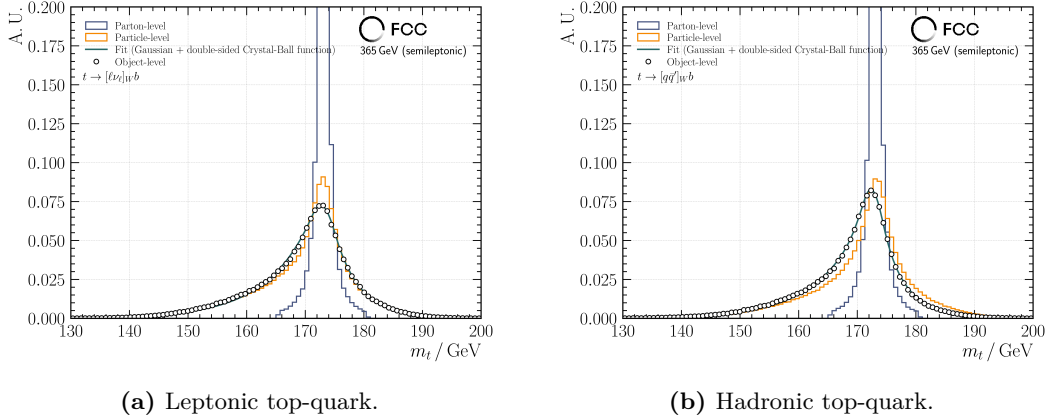 A. U.
0.200
0.175
0.150
0.125
0.100
0.075
0.050
0.025
0.000
Parton-level
Particle-level
Fit (Gaussian + double-sided Crystal-Ball function)
Object-level
t → [ℓν_ℓ]_W b
FCC
365 GeV (semileptonic)
130 140 150 160 170 180 190 200
m_t / GeV
(a) Leptonic top-quark.
A. U.
0.200
0.175
0.150
0.125
0.100
0.075
0.050
0.025
0.000
Parton-level
Particle-level
Fit (Gaussian + double-sided Crystal-Ball function)
Object-level
t → [qq̄′]_W b
FCC
365 GeV (semileptonic)
130 140 150 160 170 180 190 200
m_t / GeV
(b) Hadronic top-quark.